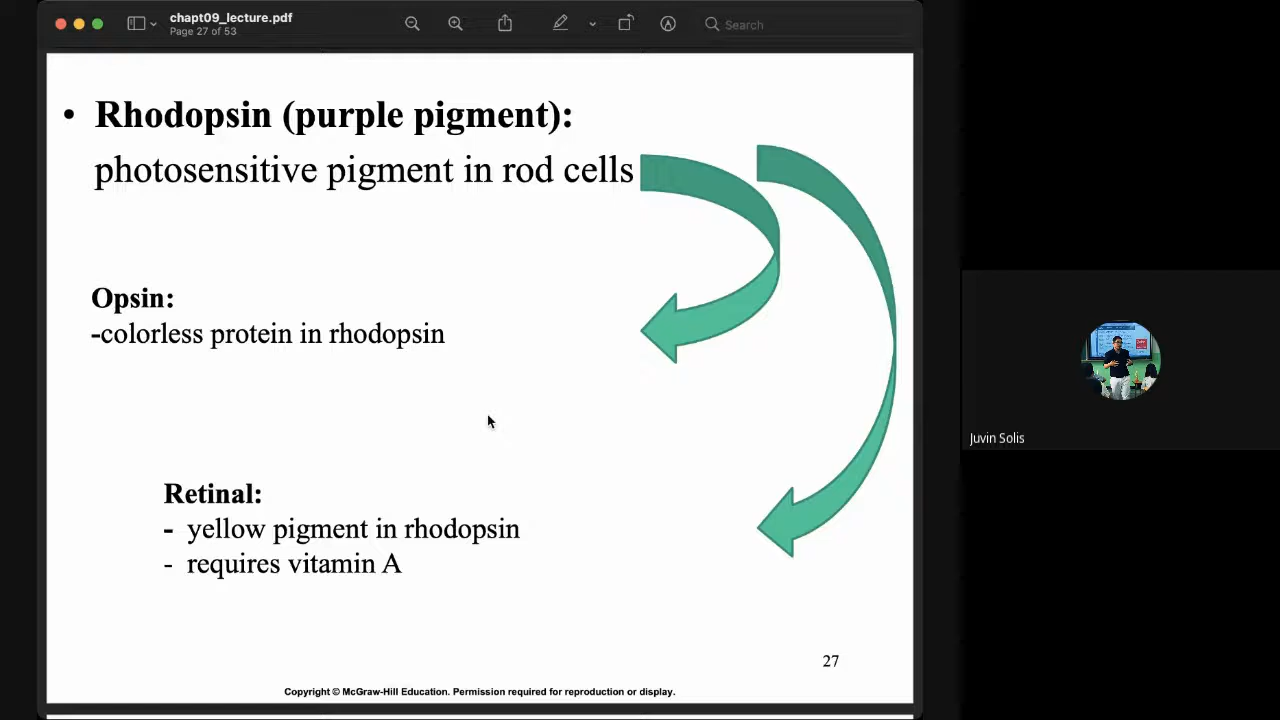 chapt09_lecture.pdf
Page 27 of 53
Search
• Rhodopsin (purple pigment):
photosensitive pigment in rod cells
Opsin:
-colorless protein in rhodopsin
Retinal:
- yellow pigment in rhodopsin
- requires vitamin A
27
Copyright © McGraw-Hill Education. Permission required for reproduction or display.
Juvin Solis